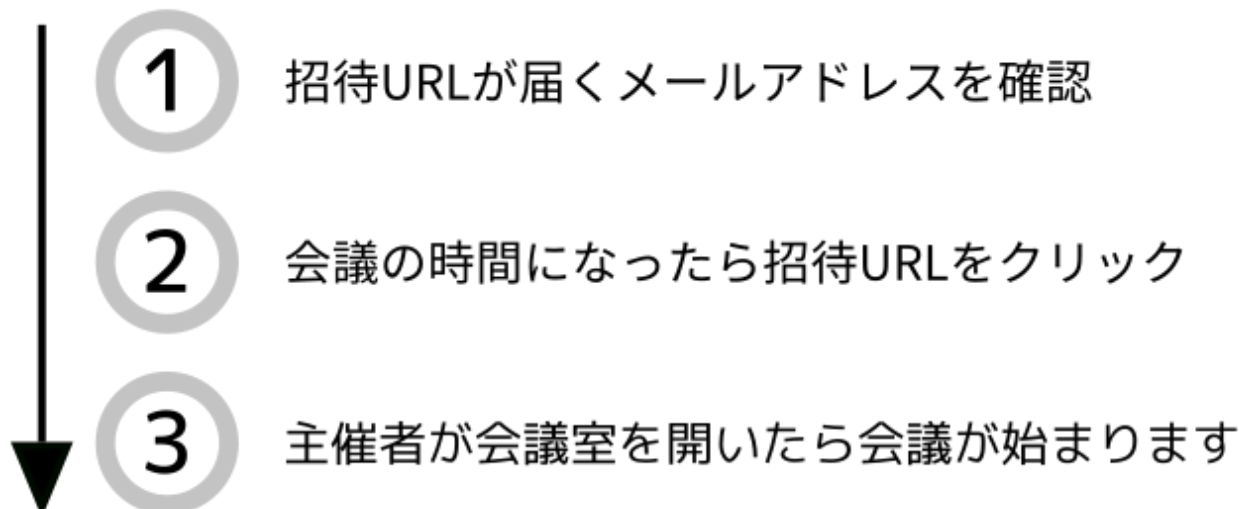 1 招待URLが届くメールアドレスを確認
2 会議の時間になったら招待URLをクリック
3 主催者が会議室を開いたら会議が始まります